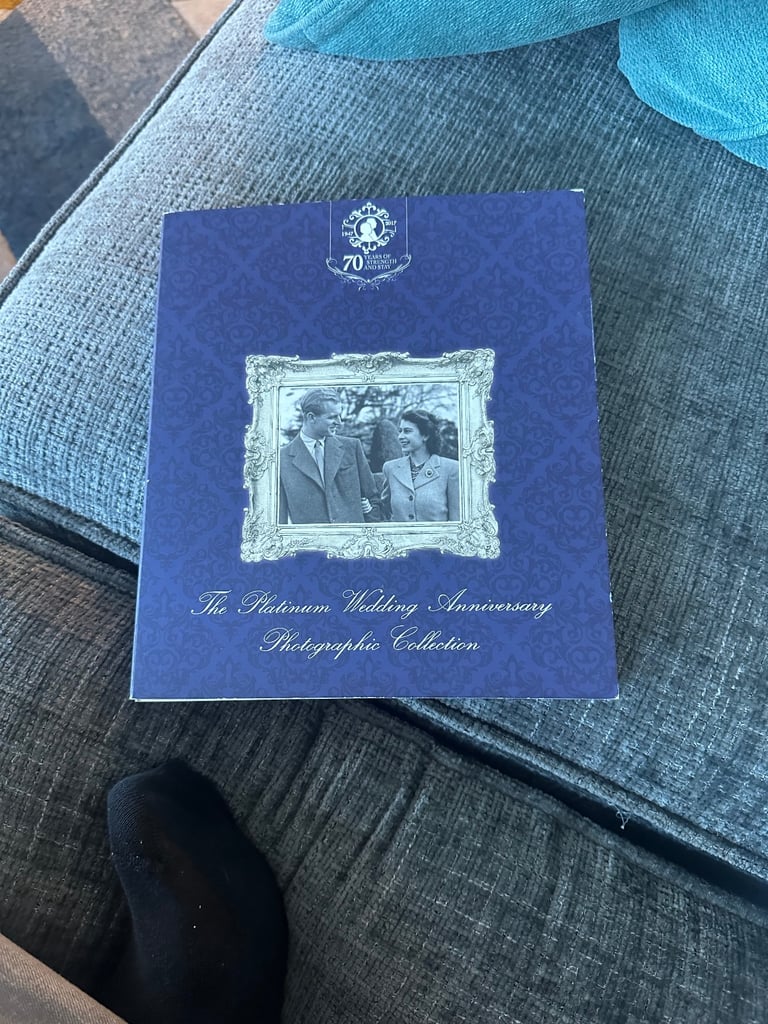 1947 2017
70 YEARS OF
STRENGTH
AND STAY
The Platinum Wedding Anniversary
Photographic Collection